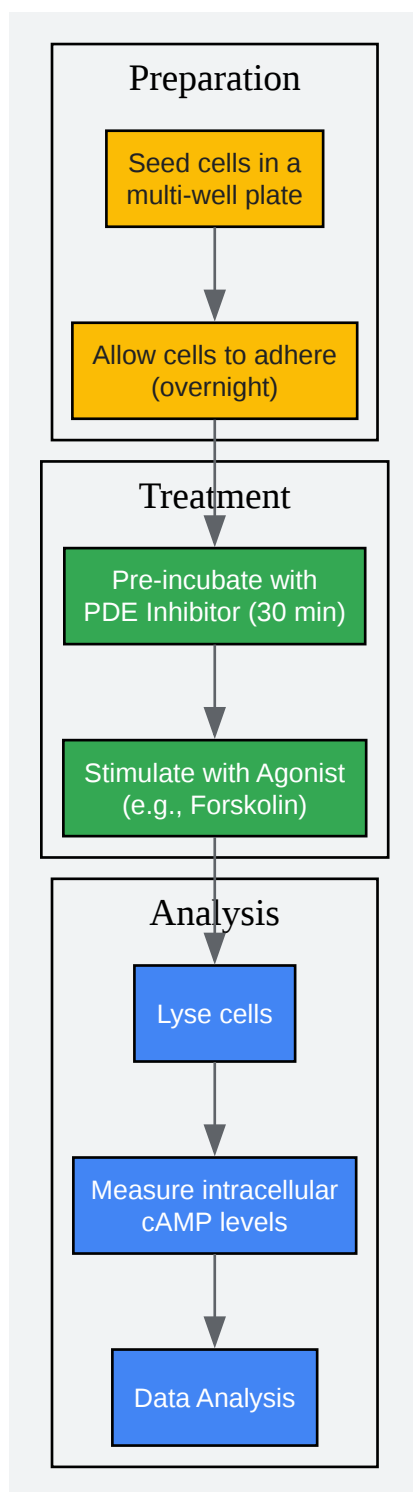 Preparation
Seed cells in a
multi-well plate
Allow cells to adhere
(overnight)
Treatment
Pre-incubate with
PDE Inhibitor (30 min)
Stimulate with Agonist
(e.g., Forskolin)
Analysis
Lyse cells
Measure intracellular
cAMP levels
Data Analysis